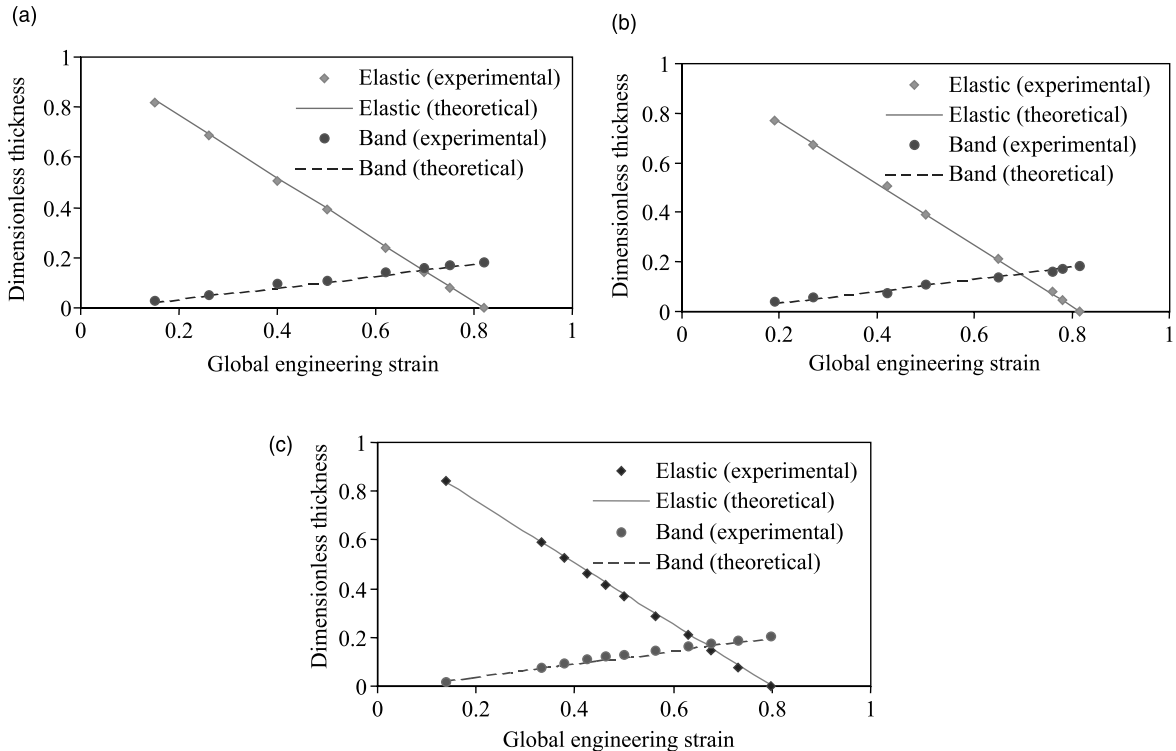 (a)
1
0.8
0.6
0.4
0.2
0
0
0.2
0.4
0.6
0.8
1
Dimensionless thickness
Global engineering strain
Elastic (experimental)
Elastic (theoretical)
Band (experimental)
Band (theoretical)
(b)
1
0.8
0.6
0.4
0.2
0
0
0.2
0.4
0.6
0.8
1
Dimensionless thickness
Global engineering strain
Elastic (experimental)
Elastic (theoretical)
Band (experimental)
Band (theoretical)
(c)
1
0.8
0.6
0.4
0.2
0
0
0.2
0.4
0.6
0.8
1
Dimensionless thickness
Global engineering strain
Elastic (experimental)
Elastic (theoretical)
Band (experimental)
Band (theoretical)